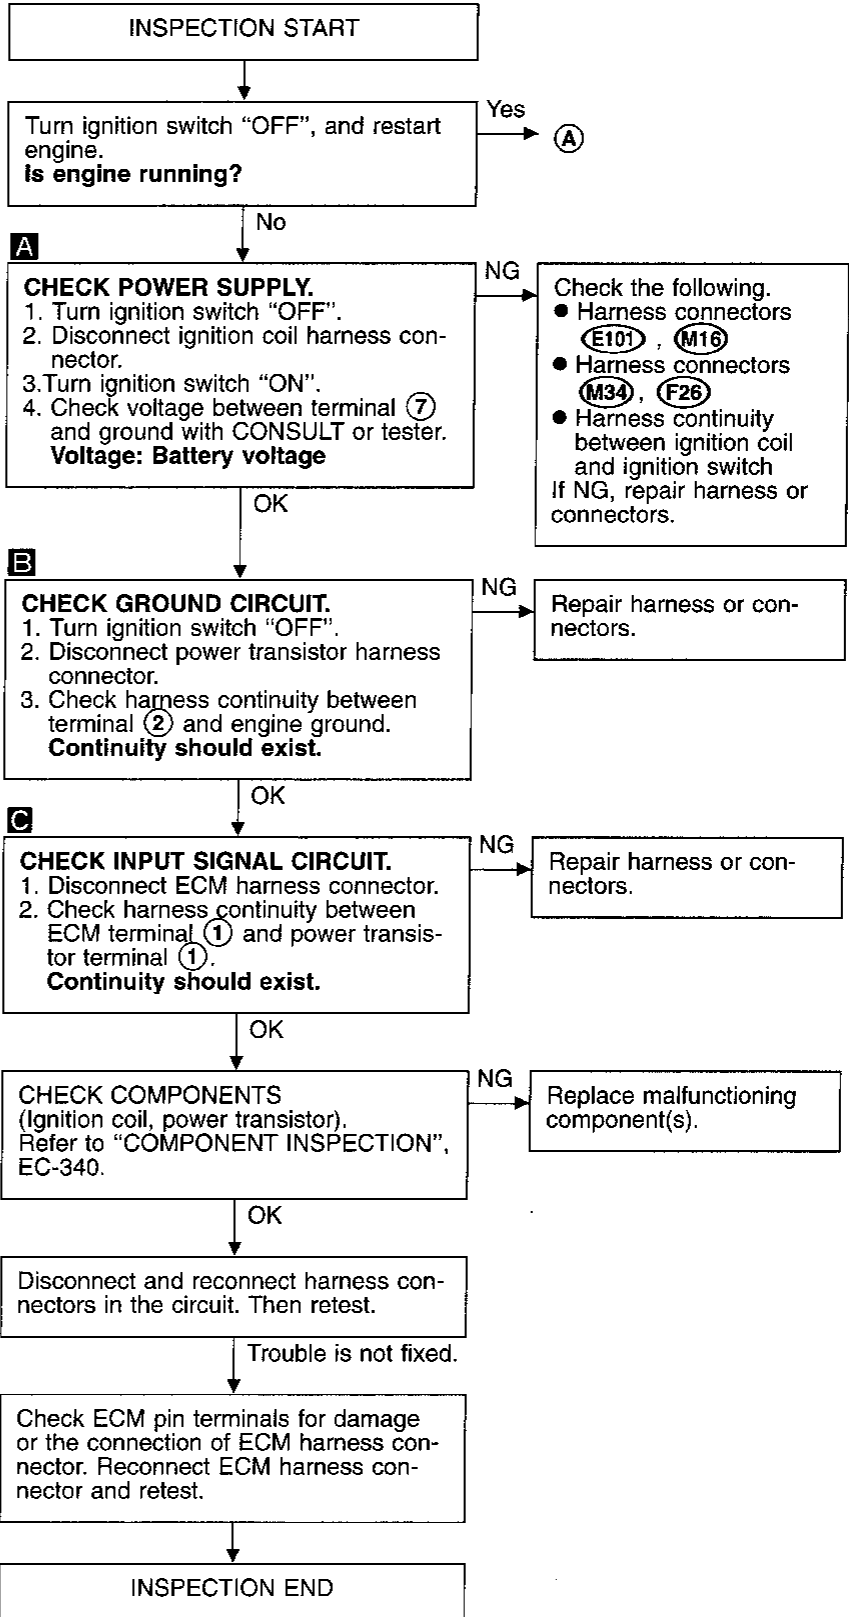 INSPECTION START
Turn ignition switch “OFF”, and restart
engine.
Is engine running?
Yes
A
No
A
CHECK POWER SUPPLY.
1. Turn ignition switch “OFF”.
2. Disconnect ignition coil harness con-
nector.
3.Turn ignition switch “ON”.
4. Check voltage between terminal 7
and ground with CONSULT or tester.
Voltage: Battery voltage
NG
Check the following.
● Harness connectors
E101 , M16
● Harness connectors
M34 , F26
● Harness continuity
between ignition coil
and ignition switch
If NG, repair harness or
connectors.
OK
B
CHECK GROUND CIRCUIT.
1. Turn ignition switch “OFF”.
2. Disconnect power transistor harness
connector.
3. Check harness continuity between
terminal 2 and engine ground.
Continuity should exist.
NG
Repair harness or con-
nectors.
OK
C
CHECK INPUT SIGNAL CIRCUIT.
1. Disconnect ECM harness connector.
2. Check harness continuity between
ECM terminal 1 and power transis-
tor terminal 1.
Continuity should exist.
NG
Repair harness or con-
nectors.
OK
CHECK COMPONENTS
(Ignition coil, power transistor).
Refer to “COMPONENT INSPECTION”,
EC-340.
NG
Replace malfunctioning
component(s).
OK
Disconnect and reconnect harness con-
nectors in the circuit. Then retest.
Trouble is not fixed.
Check ECM pin terminals for damage
or the connection of ECM harness con-
nector. Reconnect ECM harness con-
nector and retest.
INSPECTION END